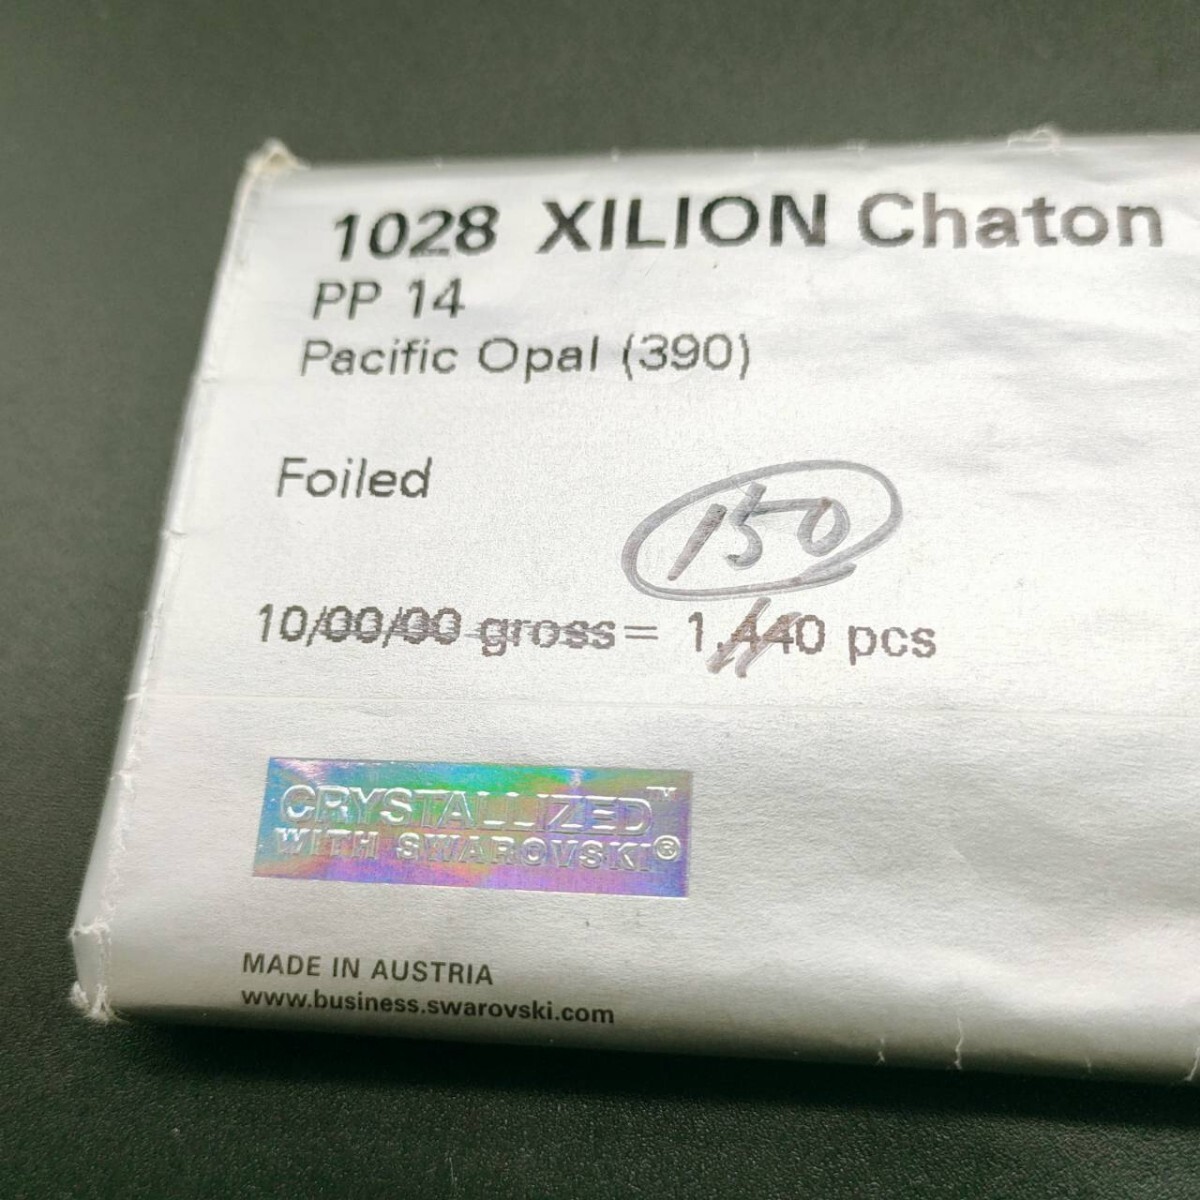 1028 XILION Chaton
PP 14
Pacific Opal (390)
Foiled
150
10/00/00 gross = 1.440 pcs
CRYSTALLIZED™
WITH SWAROVSKI®
MADE IN AUSTRIA
www.business.swarovski.com